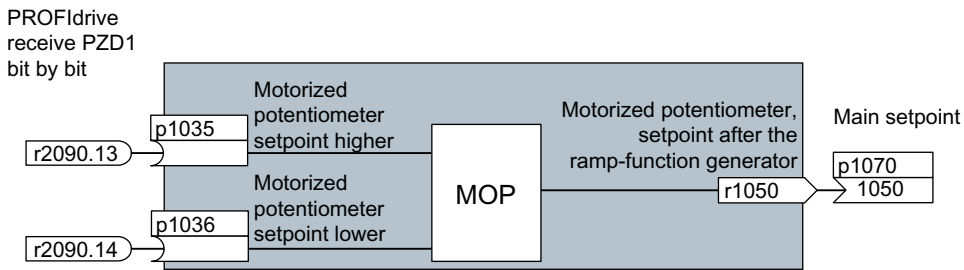 PROFIdrive
receive PZD1
bit by bit
Motorized
potentiometer
setpoint higher
p1035
r2090.13
Motorized
potentiometer
setpoint lower
p1036
r2090.14
MOP
Motorized potentiometer,
setpoint after the
ramp-function generator
r1050
Main setpoint
p1070
1050